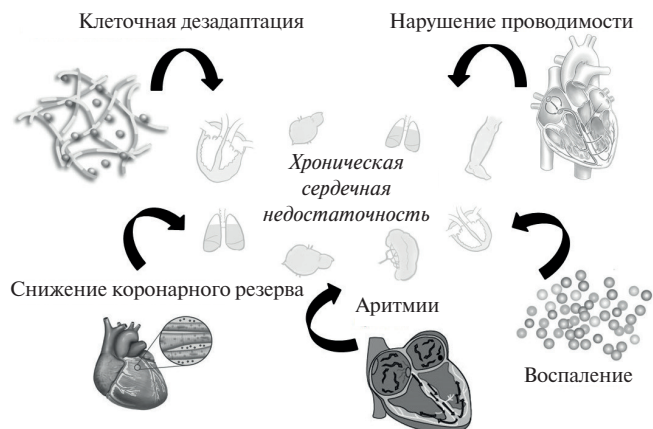 Клеточная дезадаптация
Нарушение проводимости
Хроническая
сердечная
недостаточность
Снижение коронарного резерва
Аритмии
Воспаление